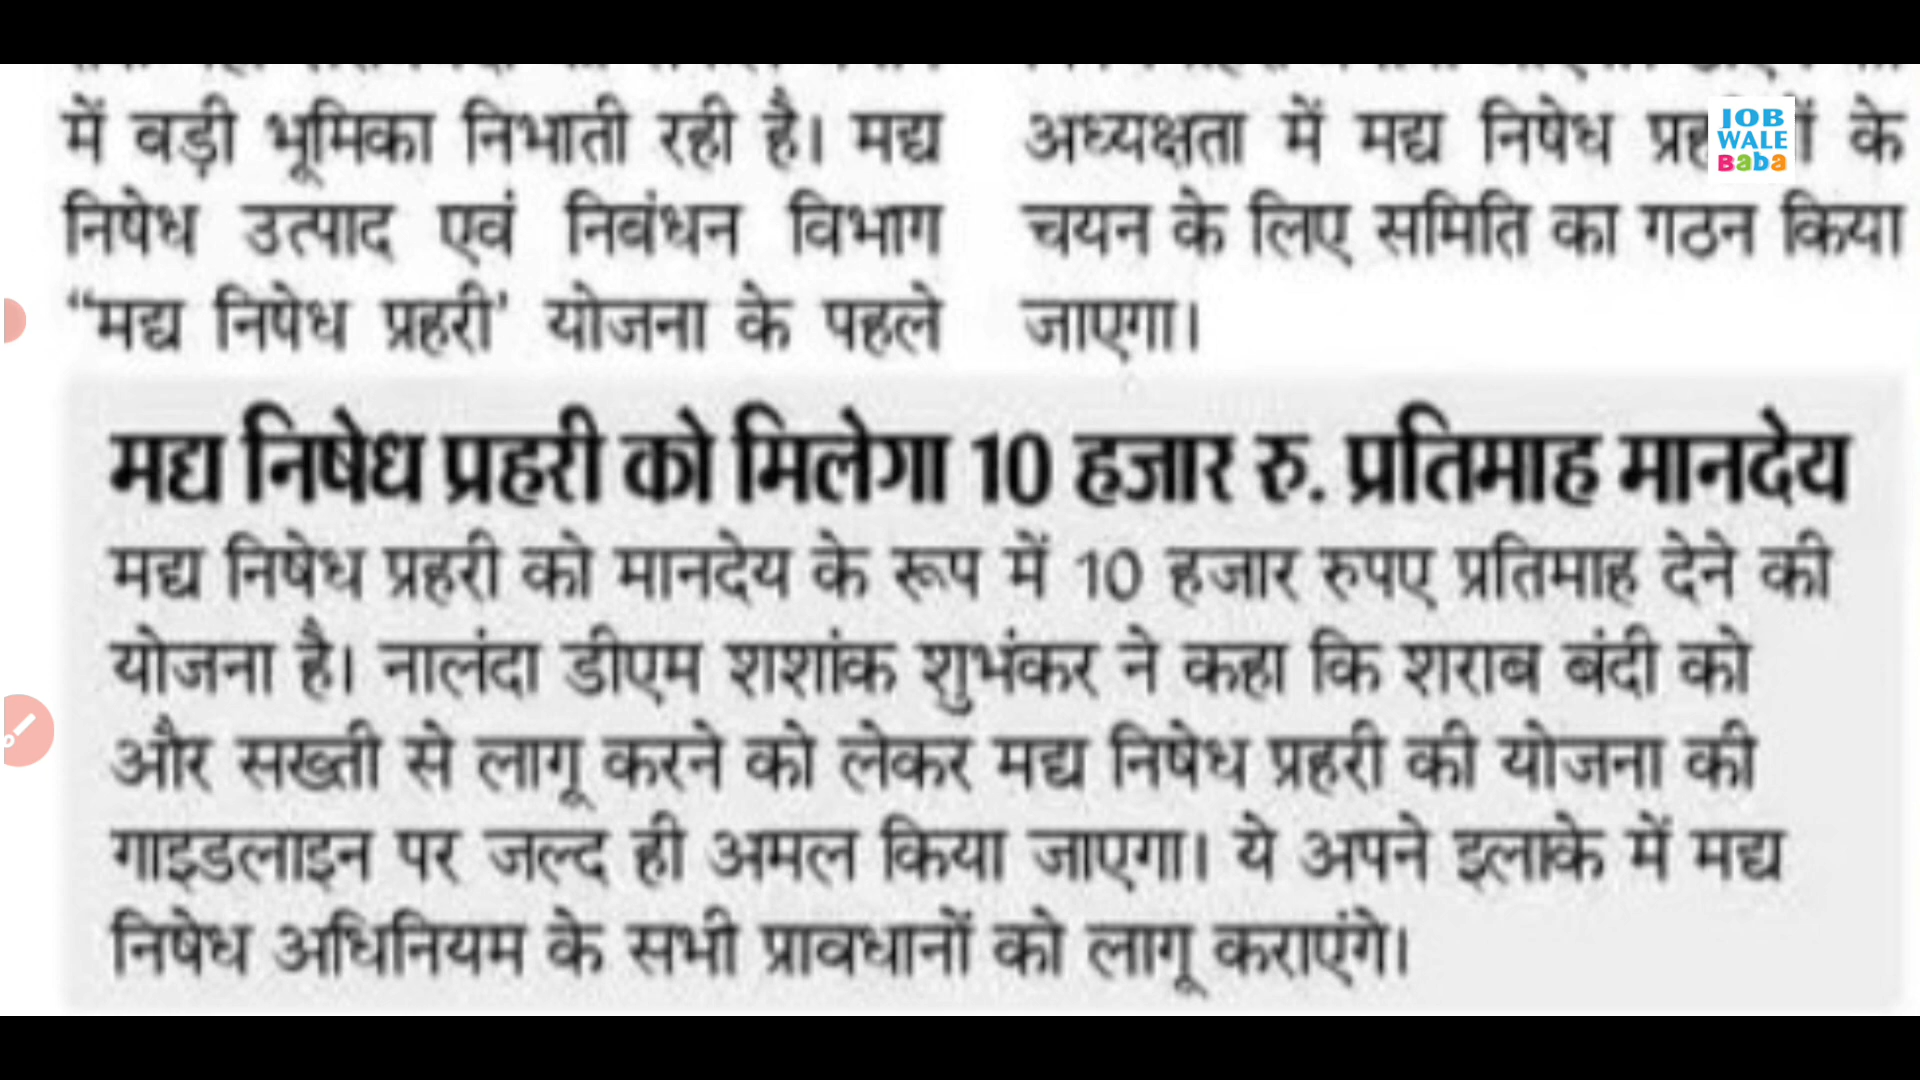 में बड़ी भूमिका निभाती रही है। मद्य
निषेध उत्पाद एवं निबंधन विभाग
“मद्य निषेध प्रहरी' योजना के पहले
अध्यक्षता में मद्य निषेध के
चयन के लिए समिति का गठन किया
जाएगा।
JOB
WALE
Baba
मद्य निषेध प्रहरी को मिलेगा 10 हजार रु. प्रतिमाह मानदेय
मद्य निषेध प्रहरी को मानदेय के रूप में 10 हजार रुपए प्रतिमाह देने की
योजना है। नालंदा डीएम शशांक शुभंकर ने कहा कि शराब बंदी को
और सख्ती से लागू करने को लेकर मद्य निषेध प्रहरी की योजना की
गाइडलाइन पर जल्द ही अमल किया जाएगा। ये अपने इलाके में मद्य
निषेध अधिनियम के सभी प्रावधानों को लागू कराएंगे।